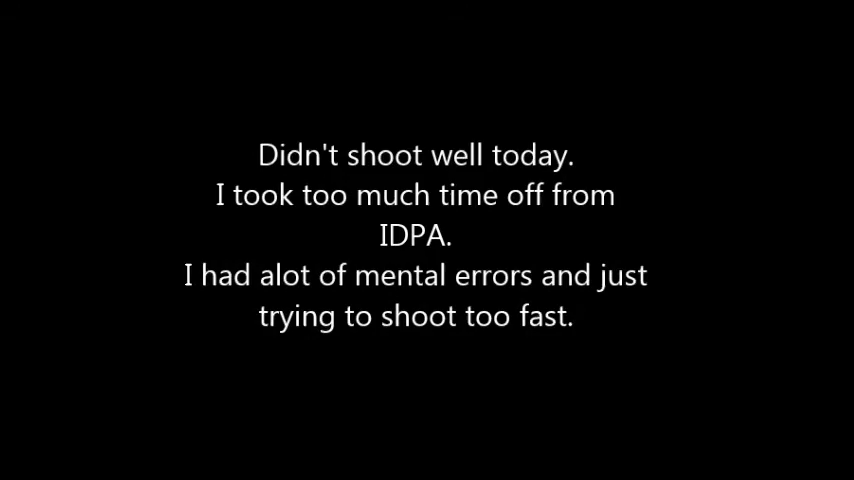 Didn't shoot well today.
I took too much time off from
IDPA.
I had alot of mental errors and just
trying to shoot too fast.